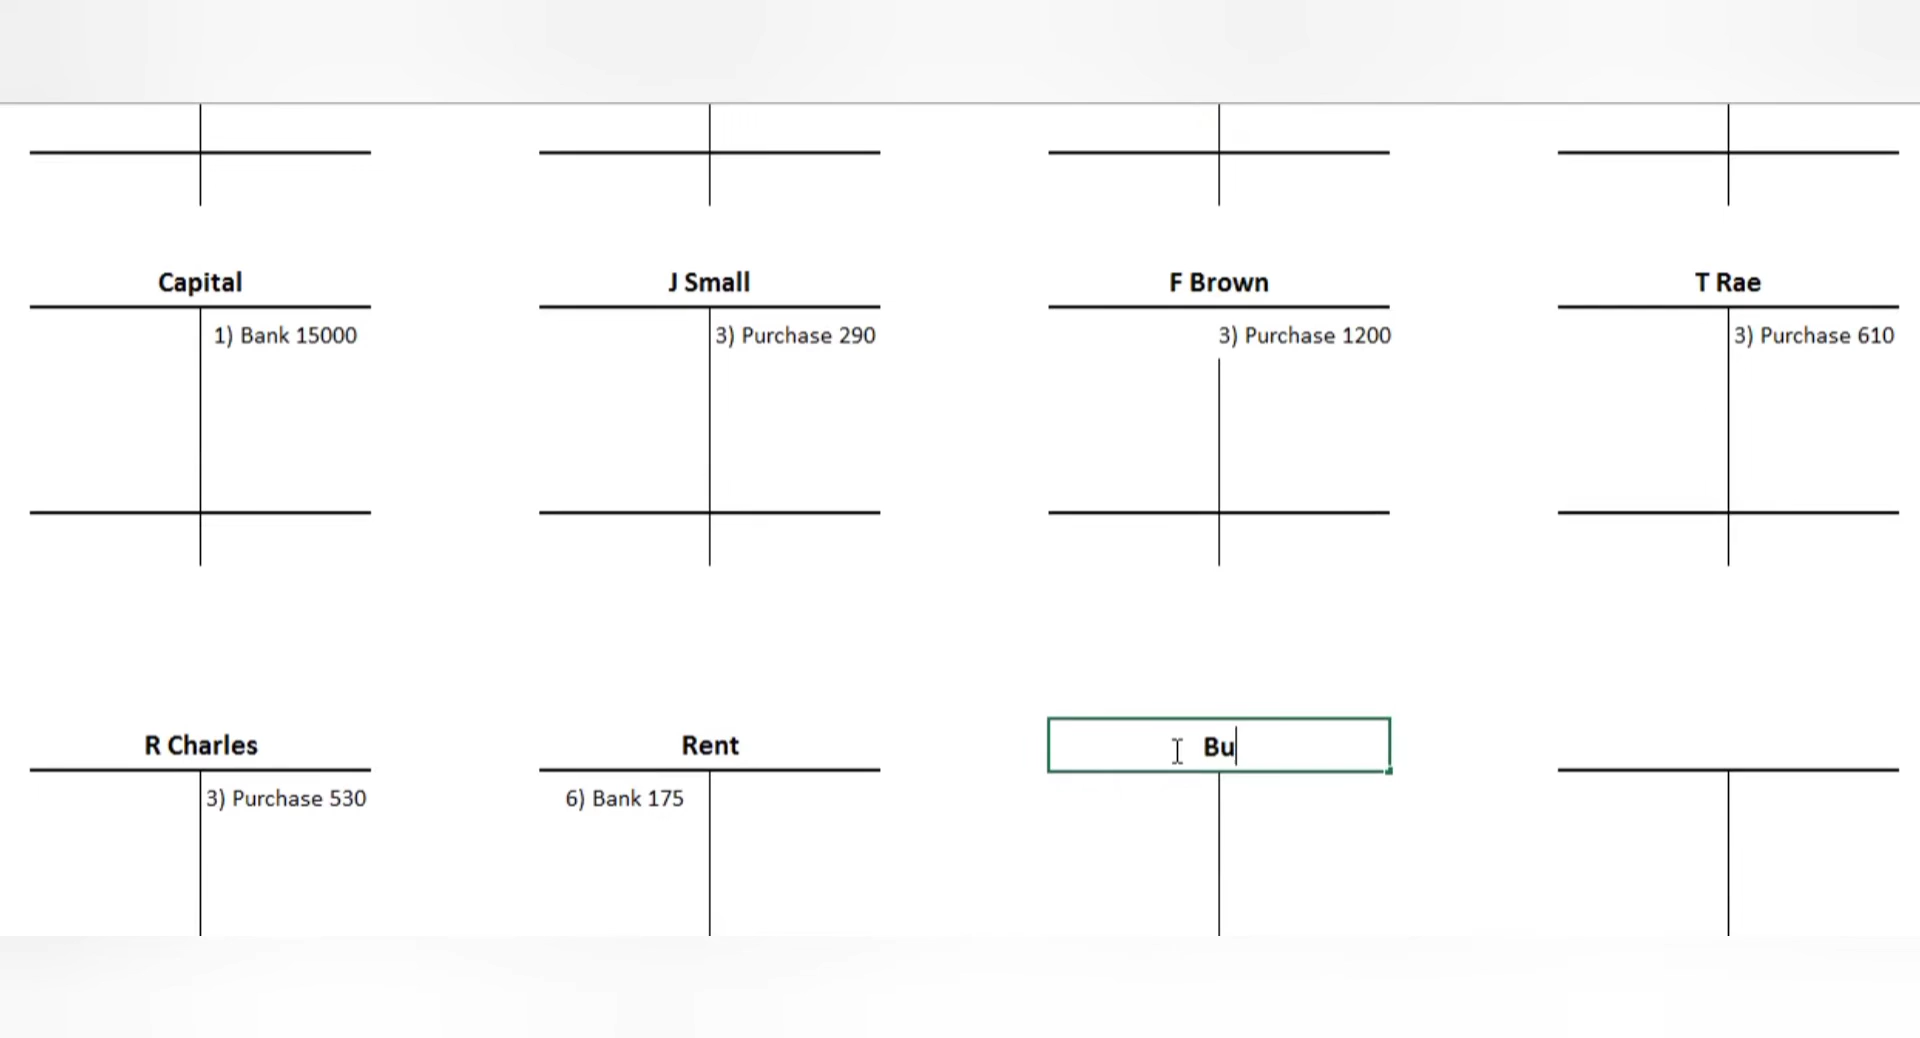 Capital
J Small
F Brown
T Rae
1) Bank 15000
3) Purchase 290
3) Purchase 1200
3) Purchase 610
R Charles
Rent
Bu
3) Purchase 530
6) Bank 175